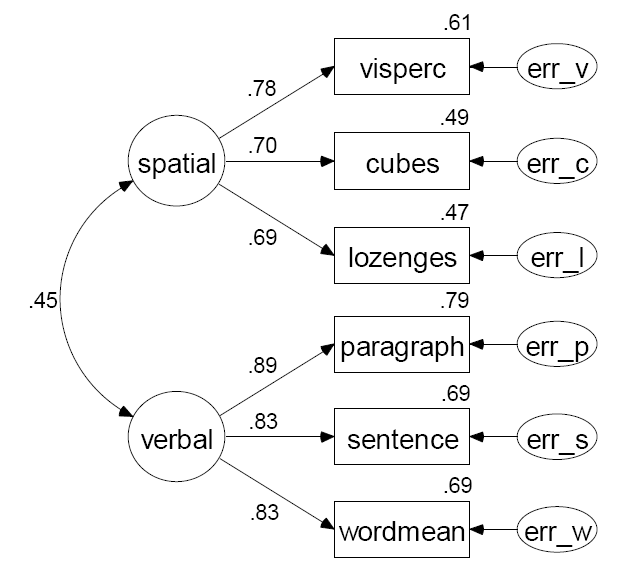 .61
visperc
err_v
.78
.49
spatial
.70
cubes
err_c
.47
.69
lozenges
err_l
.45
.79
paragraph
err_p
.89
.69
verbal
.83
sentence
err_s
.69
.83
wordmean
err_w